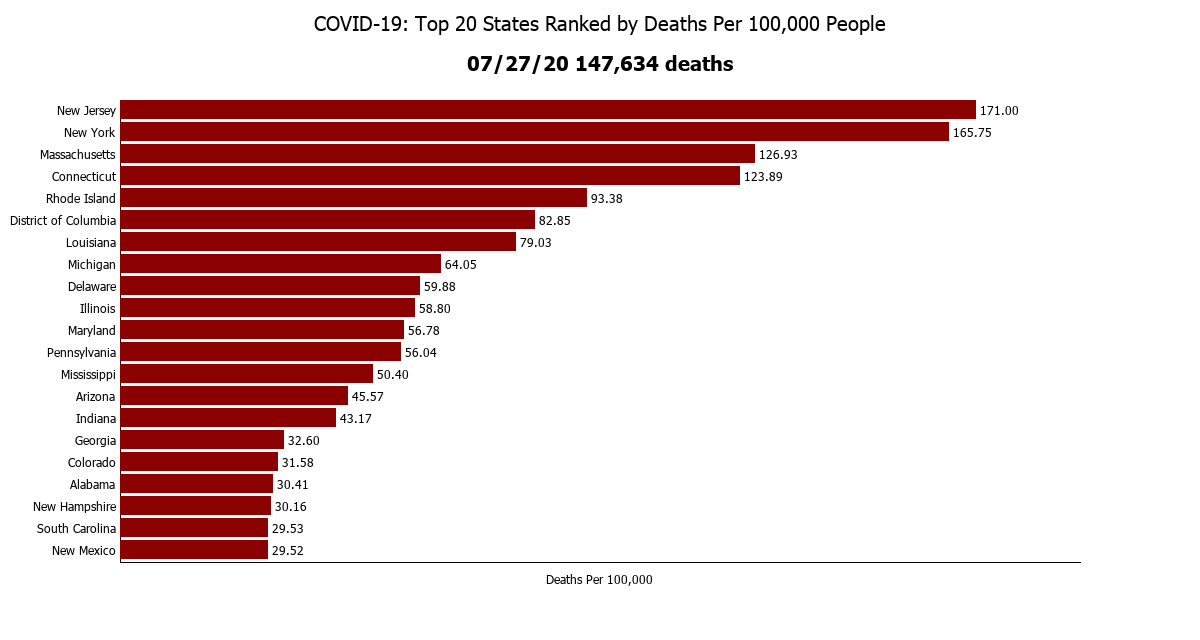 COVID-19: Top 20 States Ranked by Deaths Per 100,000 People
07/27/20 147,634 deaths
New Jersey 171.00
New York 165.75
Massachusetts 126.93
Connecticut 123.89
Rhode Island 93.38
District of Columbia 82.85
Louisiana 79.03
Michigan 64.05
Delaware 59.88
Illinois 58.80
Maryland 56.78
Pennsylvania 56.04
Mississippi 50.40
Arizona 45.57
Indiana 43.17
Georgia 32.60
Colorado 31.58
Alabama 30.41
New Hampshire 30.16
South Carolina 29.53
New Mexico 29.52
Deaths Per 100,000